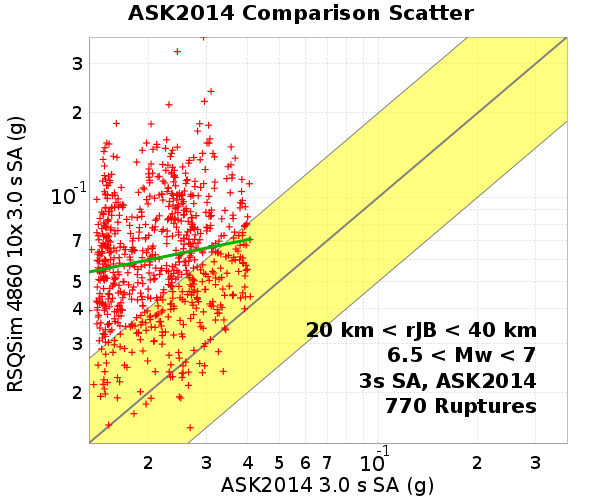 ASK2014 Comparison Scatter
RSQSim 4860 10x 3.0 s SA (g)
3
2
10-1
7
5
4
3
2
20 km < rJB < 40 km
6.5 < Mw < 7
3s SA, ASK2014
770 Ruptures
2 3 4 5 6 7 10-1 2 3
ASK2014 3.0 s SA (g)